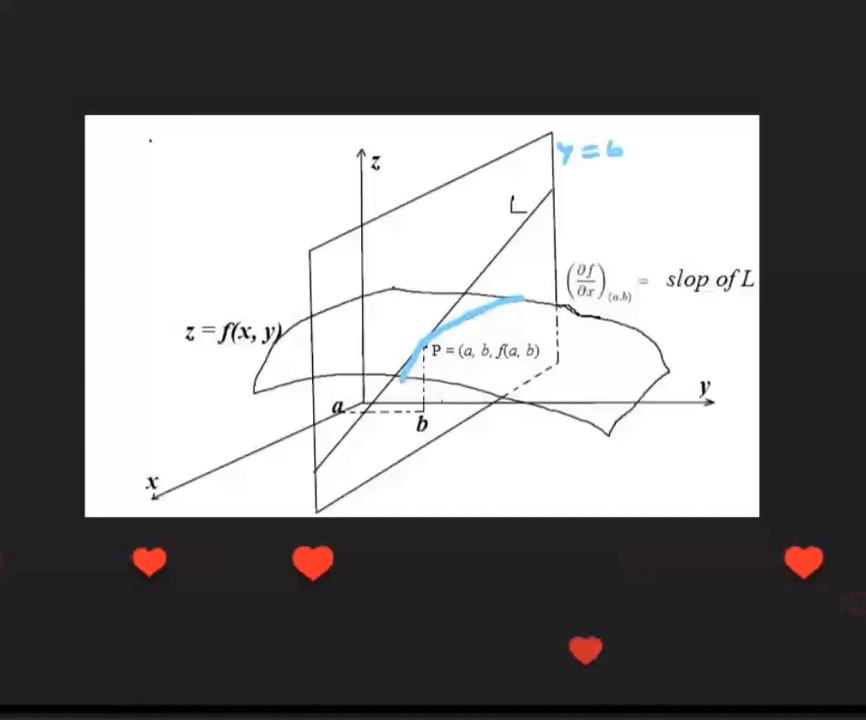 y = b
z
L
(∂f/∂x)(a.b) = slop of L
z = f(x, y)
P = (a, b, f(a, b)
y
a
b
x